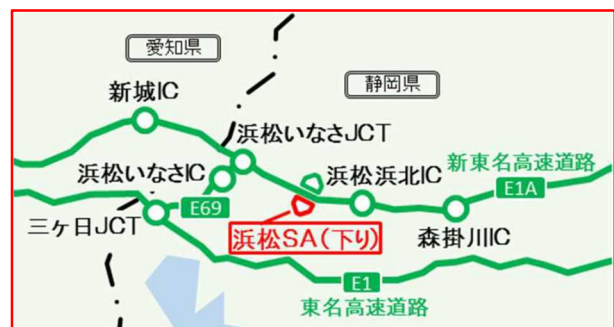 愛知県
静岡県
新城IC
浜松いなさJCT
浜松いなさIC
浜松浜北IC
新東名高速道路
E1A
E69
三ヶ日JCT
浜松SA(下り)
森掛川IC
E1
東名高速道路